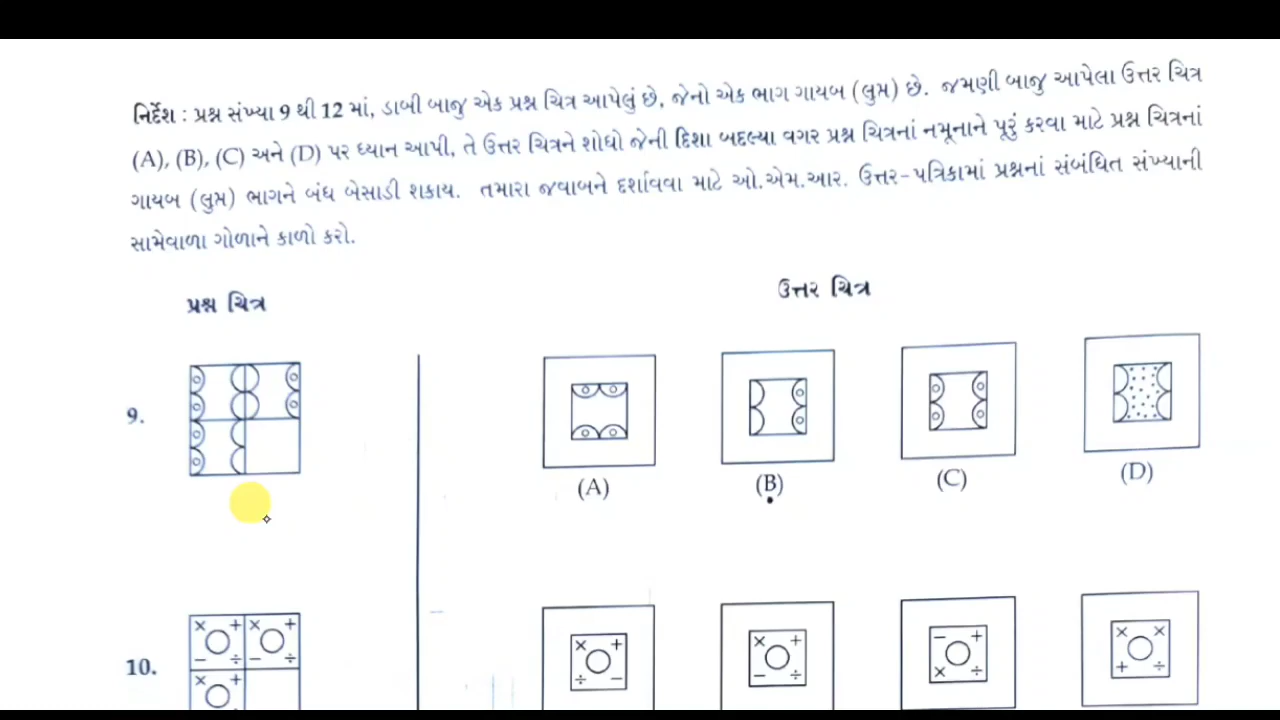 નિર્દેશ : પ્રશ્ન સંખ્યા 9 થી 12 માં, ડાબી બાજુ એક પ્રશ્ન ચિત્ર આપેલું છે, જેનો એક ભાગ ગાયબ (લુપ્ત) છે. જમણી બાજુ આપેલા ઉત્તર ચિત્ર
(A), (B), (C) અને (D) પર ધ્યાન આપી, તે ઉત્તર ચિત્રને શોધો જેની દિશા બદલ્યા વગર પ્રશ્ન ચિત્રનાં નમૂનાને પૂરું કરવા માટે પ્રશ્ન ચિત્રનાં
ગાયબ (લુપ્ત) ભાગને બંધ બેસાડી શકાય. તમારા જવાબને દર્શાવવા માટે ઓ.એમ.આર. ઉત્તર-પત્રિકામાં પ્રશ્નનાં સંબંધિત સંખ્યાની
સામેવાળા ગોળાને કાળો કરો.
પ્રશ્ન ચિત્ર
ઉત્તર ચિત્ર
9.
(A) (B) (C) (D)
10.
× + × +
− ÷ − ÷
× +
× + × + − + × ×
÷ − − ÷ × ÷ + ÷